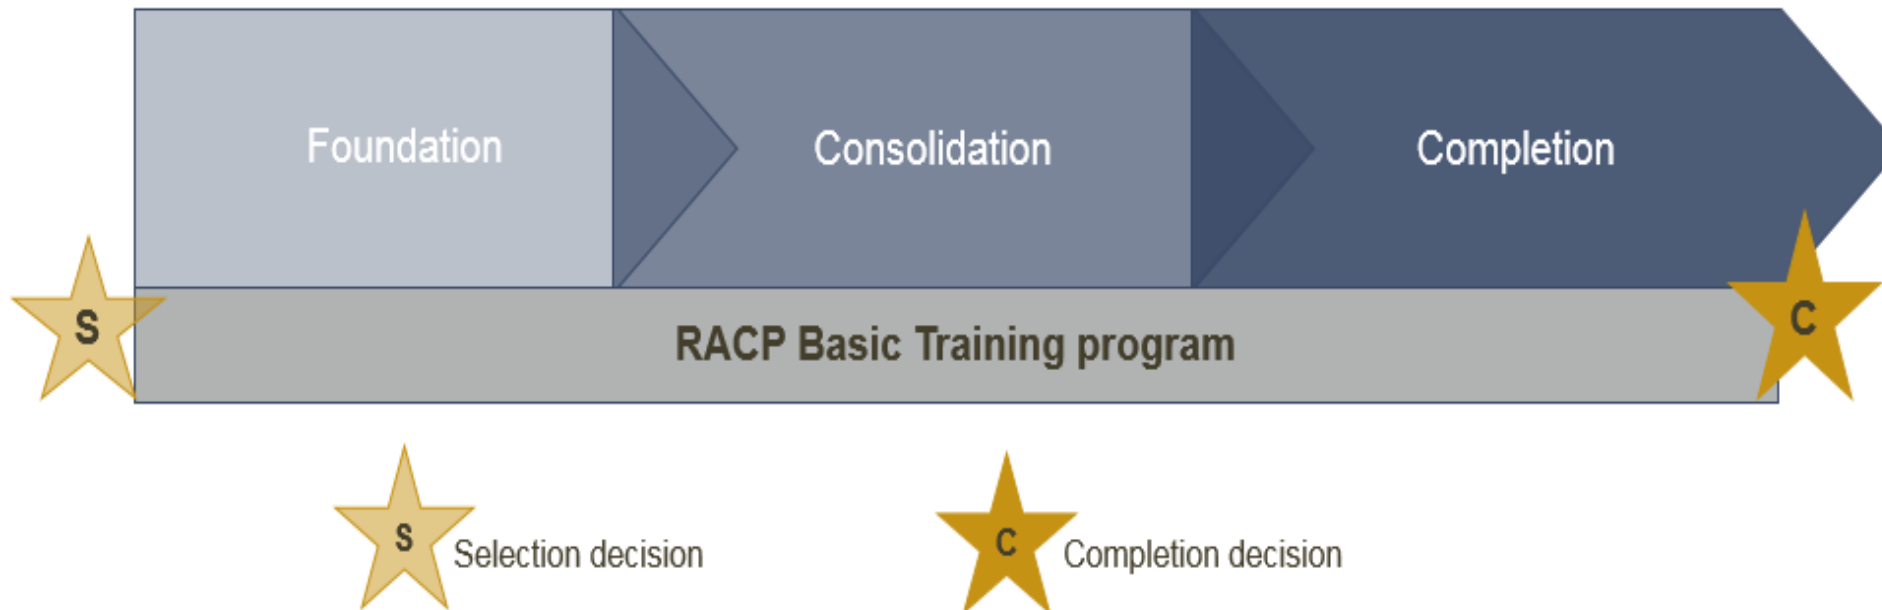 Foundation
Consolidation
Completion
S
RACP Basic Training program
C
S
Selection decision
C
Completion decision